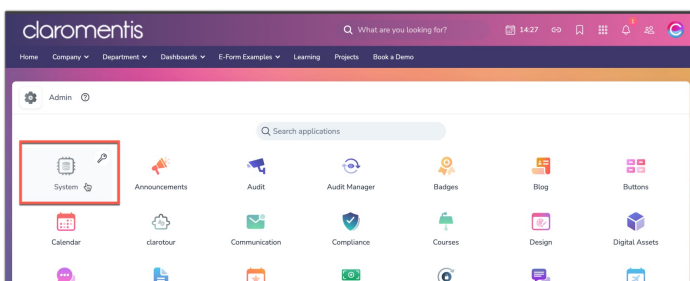 claromentis
What are you looking for?
14:27
1
Home Company Department Dashboards E-Form Examples Learning Projects Book a Demo
Admin
Search applications
System Announcements Audit Audit Manager Badges Blog Buttons
Calendar clarotour Communication Compliance Courses Design Digital Assets